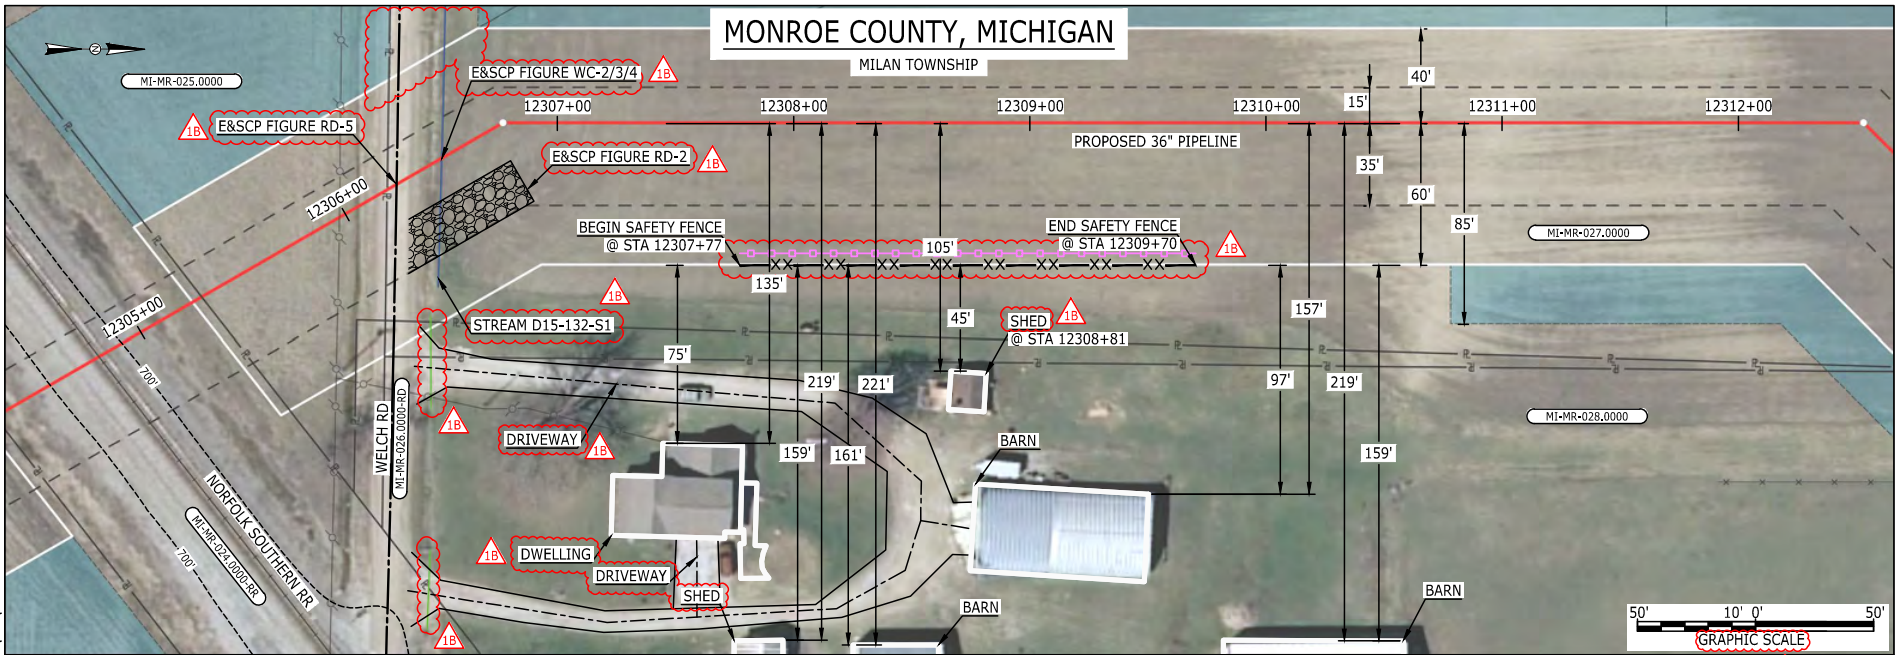 MONROE COUNTY, MICHIGAN
MILAN TOWNSHIP
N
MI-MR-025.0000
E&SCP FIGURE WC-2/3/4
1B
1B
E&SCP FIGURE RD-5
12307+00
12308+00
12309+00
12310+00
12311+00
12312+00
40'
15'
PROPOSED 36" PIPELINE
E&SCP FIGURE RD-2
1B
35'
60'
85'
12306+00
BEGIN SAFETY FENCE
@ STA 12307+77
END SAFETY FENCE
@ STA 12309+70
1B
105'
MI-MR-027.0000
135'
1B
157'
12305+00
STREAM D15-132-S1
45'
SHED
@ STA 12308+81
1B
75'
700'
219'
221'
97'
219'
WELCH RD
MI-MR-026.0000-RD
1B
DRIVEWAY
1B
159'
161'
BARN
159'
MI-MR-028.0000
NORFOLK SOUTHERN RR
MI-MR-024.0000-RR
700'
1B
DWELLING
DRIVEWAY
SHED
1B
BARN
BARN
50' 10' 0' 50'
GRAPHIC SCALE